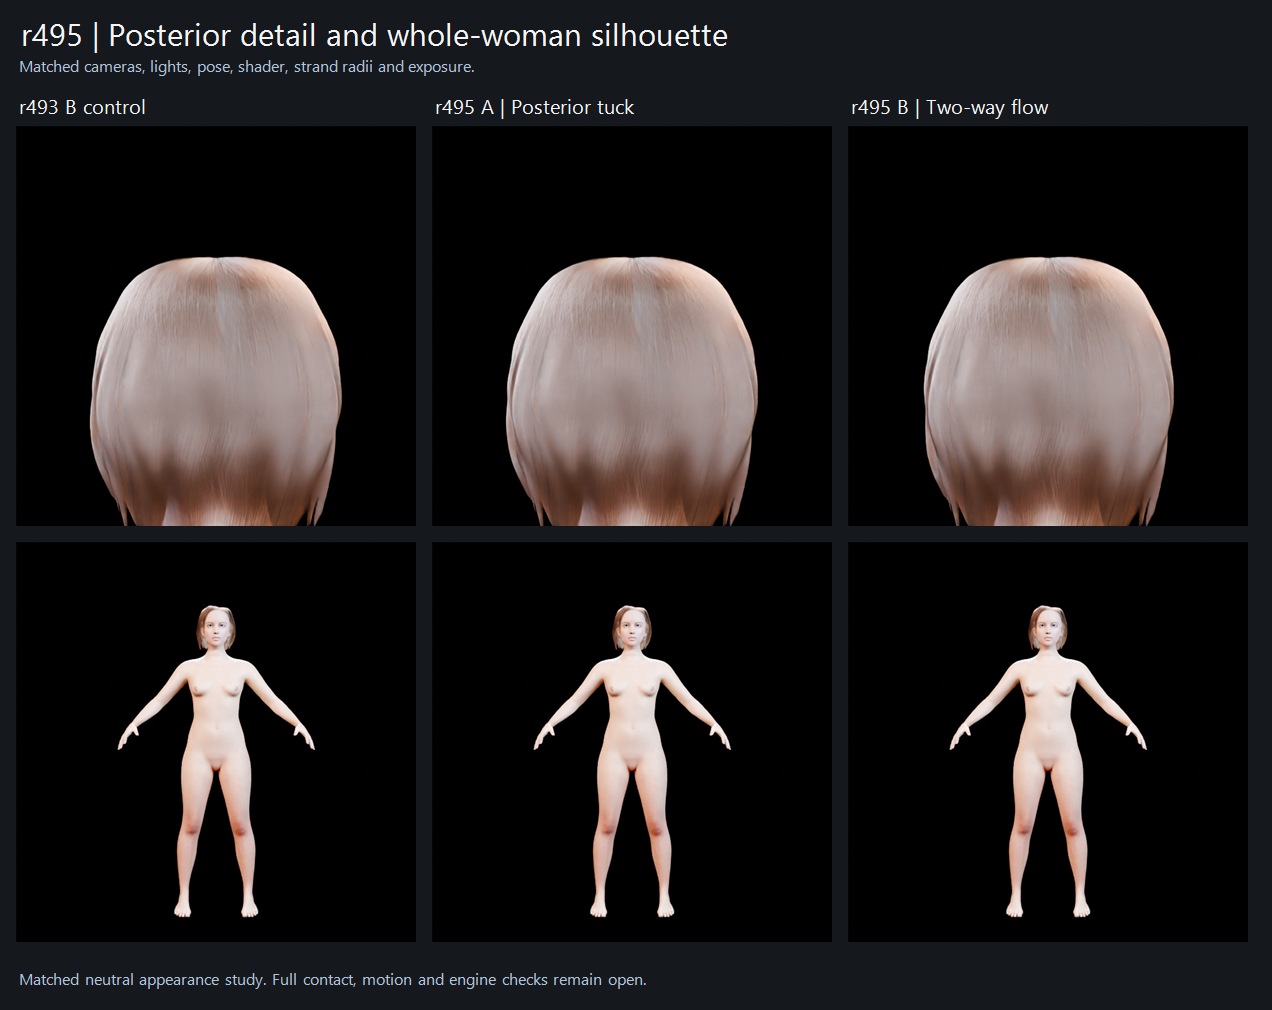 r495 | Posterior detail and whole-woman silhouette
Matched cameras, lights, pose, shader, strand radii and exposure.
r493 B control
r495 A | Posterior tuck
r495 B | Two-way flow
Matched neutral appearance study. Full contact, motion and engine checks remain open.